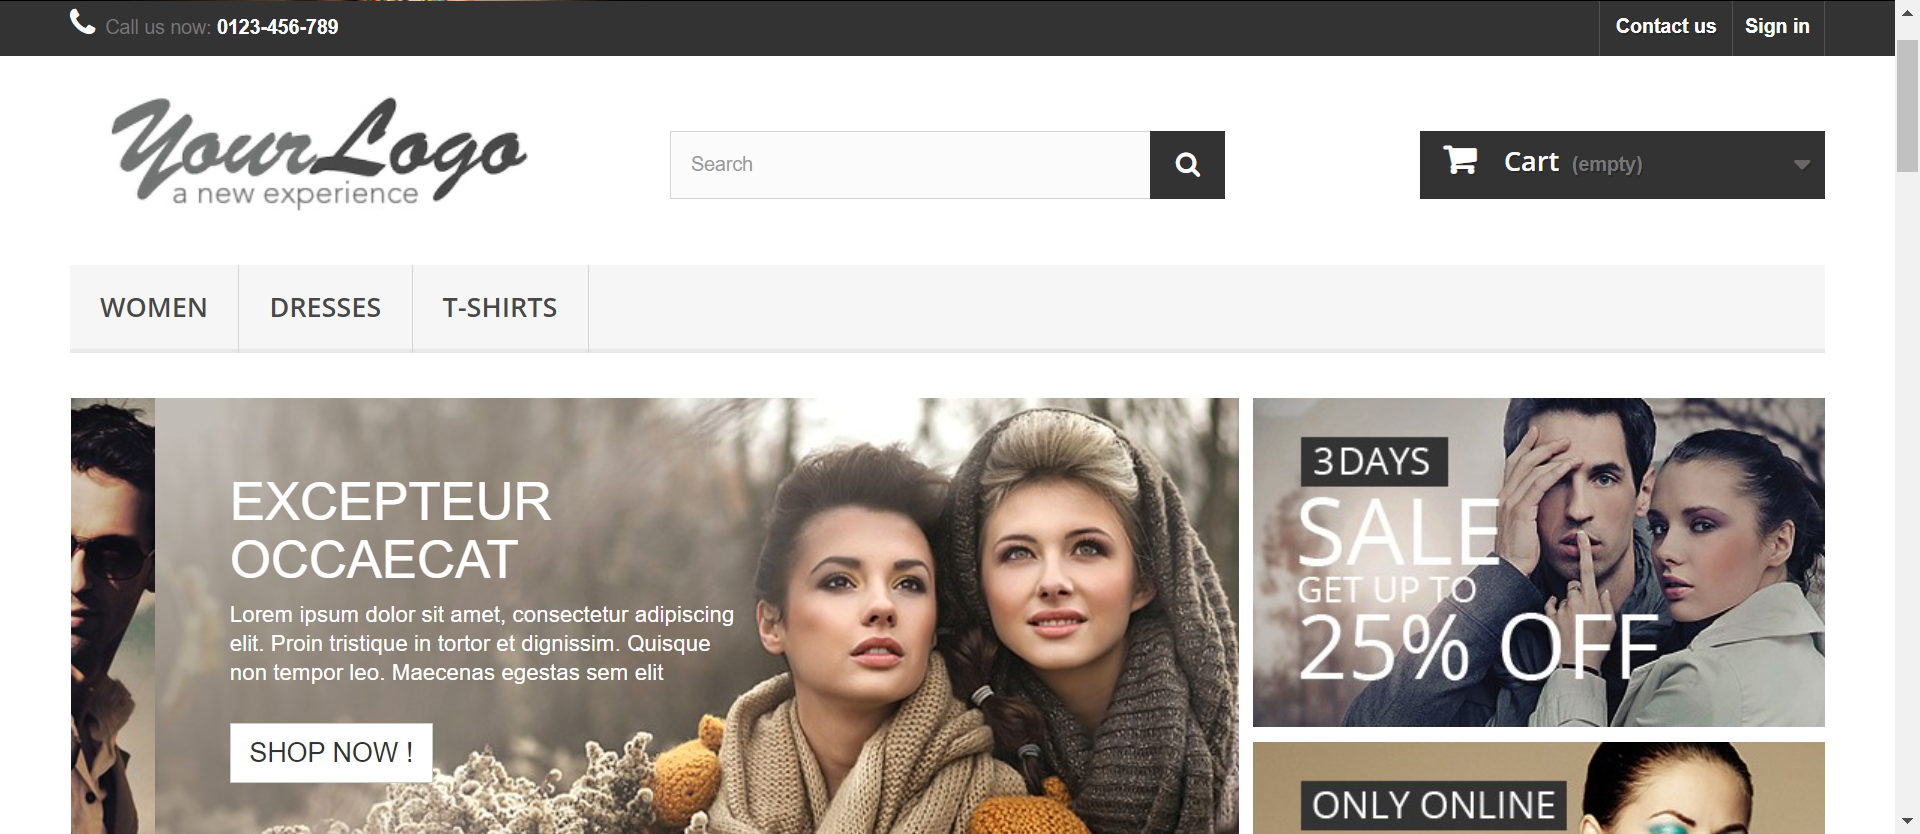 Call us now: 0123-456-789
Contact us
Sign in
YourLogo
a new experience
Search
Cart (empty)
WOMEN
DRESSES
T-SHIRTS
EXCEPTEUR
OCCAECAT
Lorem ipsum dolor sit amet, consectetur adipiscing
elit. Proin tristique in tortor et dignissim. Quisque
non tempor leo. Maecenas egestas sem elit
SHOP NOW !
3 DAYS
SALE
GET UP TO
25% OFF
ONLY ONLINE